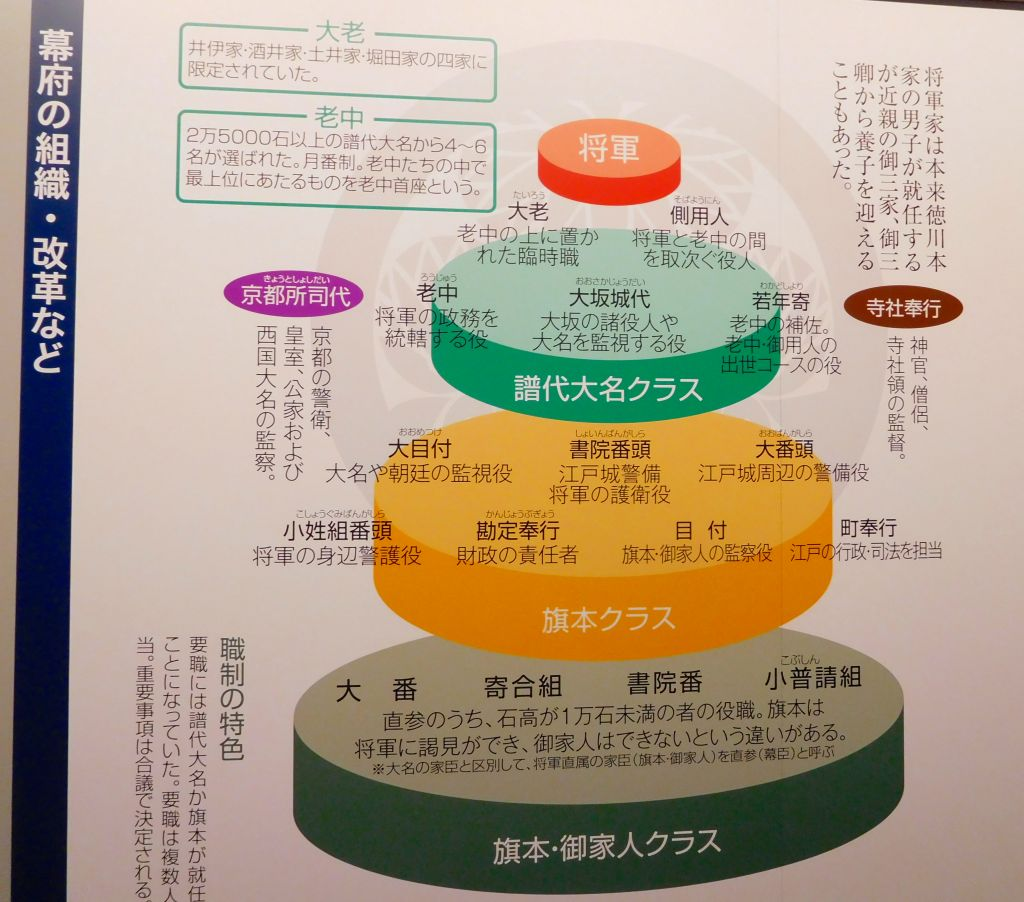 幕府の組織・改革など
大老
井伊家・酒井家・土井家・堀田家の四家に
限定されていた。
老中
2万5000石以上の譜代大名から4〜6
名が選ばれた。月番制。老中たちの中で
最上位にあたるものを老中首座という。
将軍
将軍家は本来徳川本
家の男子が就任する
が近親の御三家、御三
卿から養子を迎える
こともあった。
たいろう
大老
老中の上に置か
れた臨時職
そばようにん
側用人
将軍と老中の間
を取次ぐ役人
きょうとしょしだい
京都所司代
京都の警衛、
皇室、公家および
西国大名の監察。
ろうじゅう
老中
将軍の政務を
統轄する役
おおさかじょうだい
大坂城代
大坂の諸役人や
大名を監視する役
わかどしより
若年寄
老中の補佐。
老中・御用人の
出世コースの役
寺社奉行
神官、僧侶、
寺社領の監督。
譜代大名クラス
おおめつけ
大目付
大名や朝廷の監視役
しょいんばんがしら
書院番頭
江戸城警備
将軍の護衛役
おおばんがしら
大番頭
江戸城周辺の警備役
こしょうぐみばんがしら
小姓組番頭
将軍の身辺警護役
かんじょうぶぎょう
勘定奉行
財政の責任者
目付
旗本・御家人の監察役
町奉行
江戸の行政・司法を担当
旗本クラス
大番
寄合組
書院番
こぶしん
小普請組
直参のうち、石高が1万石未満の者の役職。旗本は
将軍に謁見ができ、御家人はできないという違いがある。
※大名の家臣と区別して、将軍直属の家臣(旗本・御家人)を直参(幕臣)と呼ぶ
旗本・御家人クラス
職制の特色
要職には譜代大名か旗本が就任
ことになっていた。要職は複数人
当。重要事項は合議で決定される。